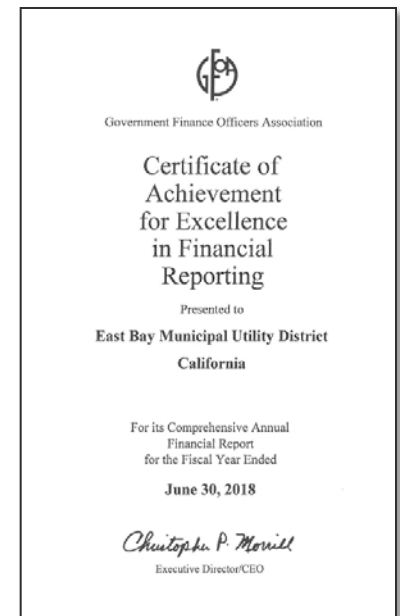 GFOA
Government Finance Officers Association
Certificate of
Achievement
for Excellence
in Financial
Reporting
Presented to
East Bay Municipal Utility District
California
For its Comprehensive Annual
Financial Report
for the Fiscal Year Ended
June 30, 2018
Christopher P. Morrill
Executive Director/CEO